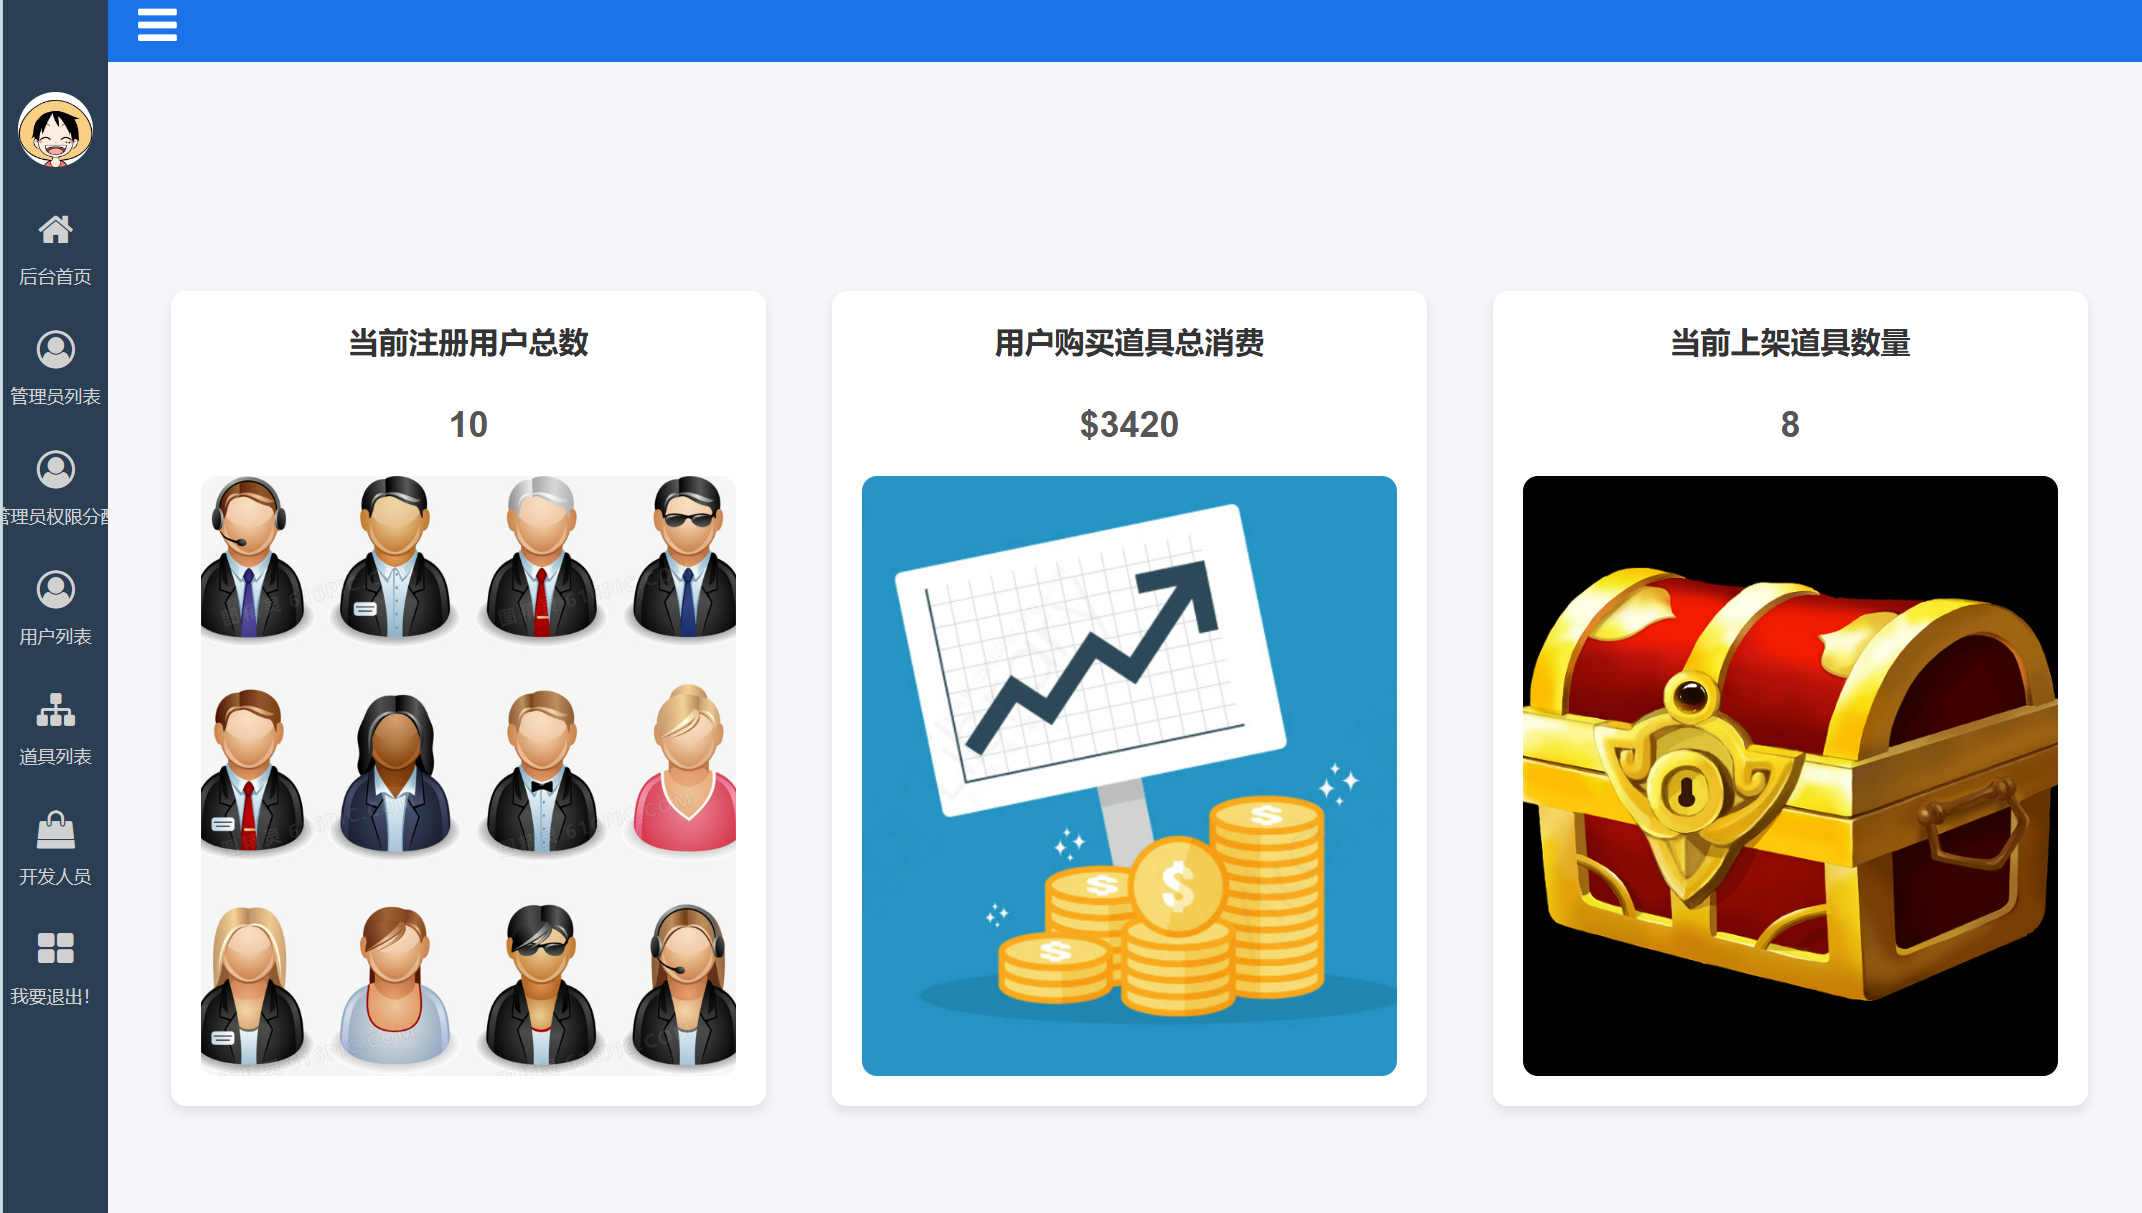 后台首页
管理员列表
管理员权限分配
用户列表
道具列表
开发人员
我要退出！
当前注册用户总数
10
用户购买道具总消费
$3420
当前上架道具数量
8